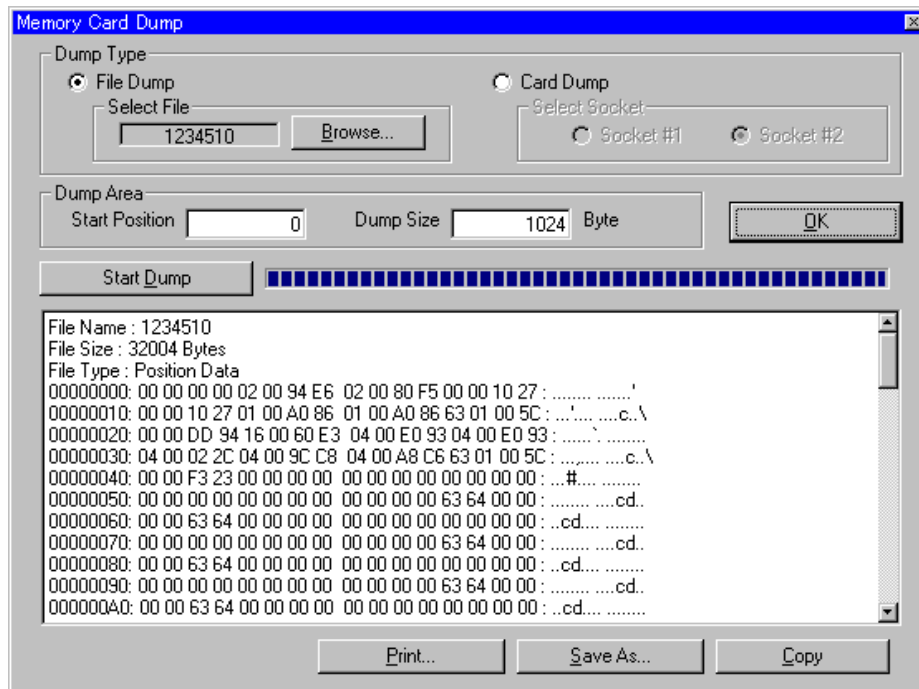 Memory Card Dump
Dump Type
File Dump
Card Dump
Select File
Select Socket
1234510
Browse...
Socket #1
Socket #2
Dump Area
Start Position 0 Dump Size 1024 Byte
OK
Start Dump
File Name : 1234510
File Size : 32004 Bytes
File Type : Position Data
00000000: 00 00 00 00 02 00 94 E6  02 00 80 F5 00 00 10 27 : ........ .......'
00000010: 00 00 10 27 01 00 A0 86  01 00 A0 86 63 01 00 5C : ...'.... ....c..\
00000020: 00 00 DD 94 16 00 60 E3  04 00 E0 93 04 00 E0 93 : ......`. ........
00000030: 04 00 02 2C 04 00 9C C8  04 00 A8 C6 63 01 00 5C : ...,.... ....c..\
00000040: 00 00 F3 23 00 00 00 00  00 00 00 00 00 00 00 00 : ...#.... ........
00000050: 00 00 00 00 00 00 00 00  00 00 00 00 63 64 00 00 : ........ ....cd..
00000060: 00 00 63 64 00 00 00 00  00 00 00 00 00 00 00 00 : ..cd.... ........
00000070: 00 00 00 00 00 00 00 00  00 00 00 00 63 64 00 00 : ........ ....cd..
00000080: 00 00 63 64 00 00 00 00  00 00 00 00 00 00 00 00 : ..cd.... ........
00000090: 00 00 00 00 00 00 00 00  00 00 00 00 63 64 00 00 : ........ ....cd..
000000A0: 00 00 63 64 00 00 00 00  00 00 00 00 00 00 00 00 : ..cd.... ........
Print...
Save As...
Copy